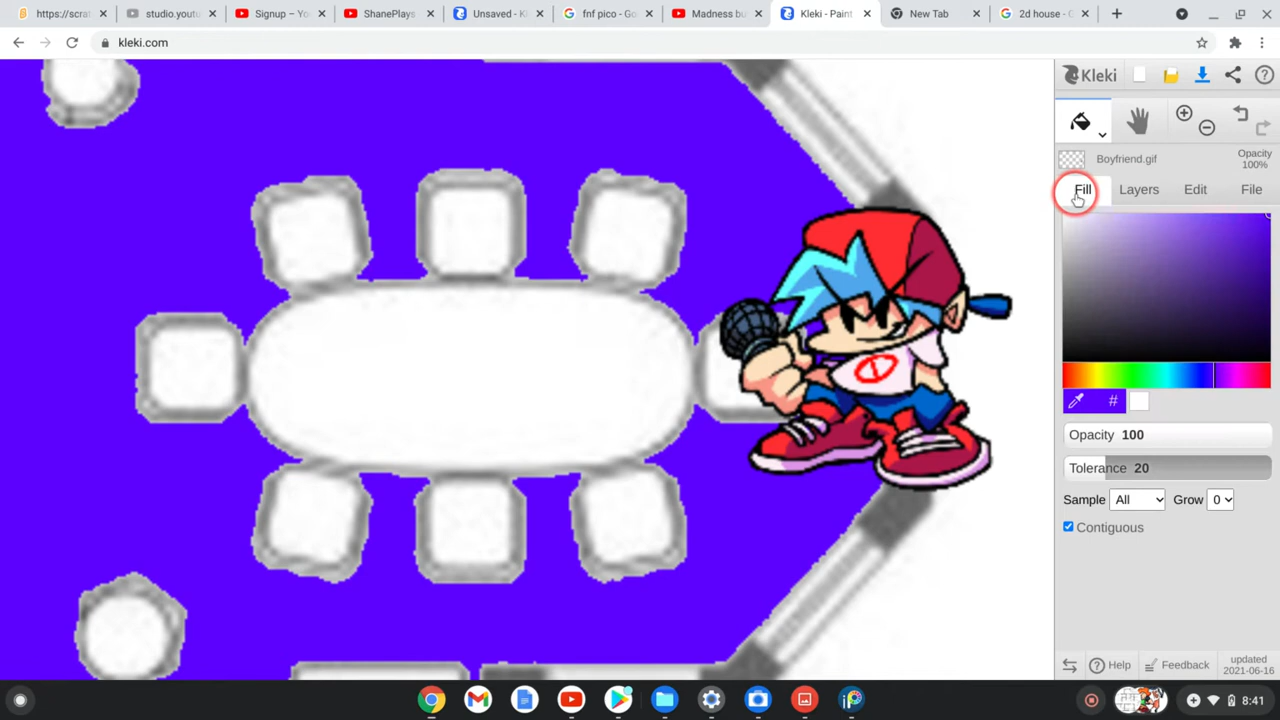 https://scrat
studio.youtu
Signup – Yo
ShanePlays
Unsaved - Kl
fnf pico - Go
Madness bu
Kleki - Paint
New Tab
2d house - G
kleki.com
Kleki
Boyfriend.gif
Opacity
100%
Fill
Layers
Edit
File
#
Opacity 100
Tolerance 20
Sample All
Grow 0
Contiguous
Help
Feedback
updated
2021-06-16
8:41